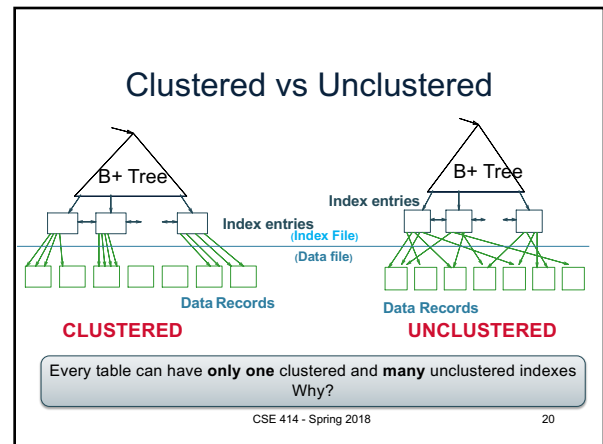 Clustered vs Unclustered
B+ Tree
B+ Tree
Index entries
Index entries
(Index File)
(Data file)
Data Records
Data Records
CLUSTERED
UNCLUSTERED
Every table can have only one clustered and many unclustered indexes
Why?
CSE 414 - Spring 2018
20